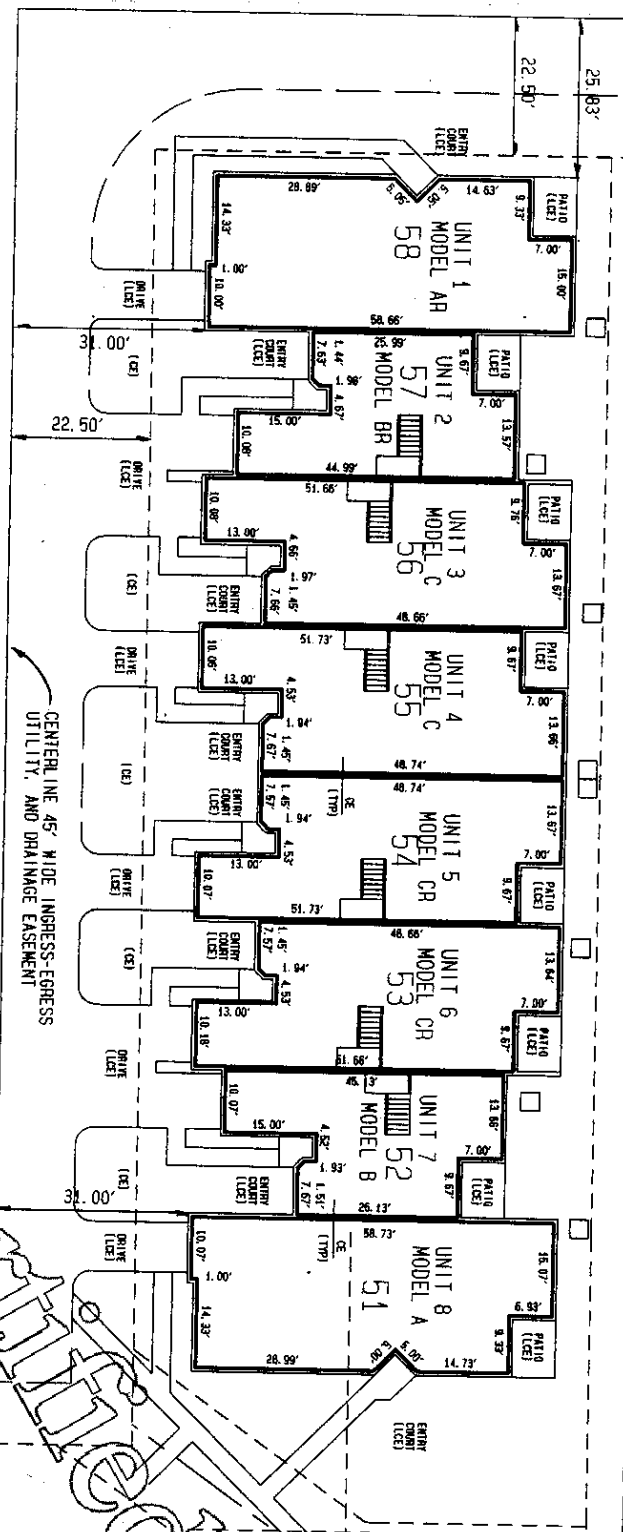 25.83'
22.50'
ENTRY
COURT
(LCE)
PATIO
(LCE)
28.89'
5.05'
14.63'
9.33'
7.00'
15.00'
UNIT 1
MODEL AR
58
14.33'
1.00'
10.00'
58.66'
DRIVE
(LCE)
31.00'
(CE)
22.50'
ENTRY
COURT
(LCE)
1.44'
7.63'
25.99'
9.67'
PATIO
(LCE)
7.00'
13.57'
UNIT 2
57
MODEL BR
1.98'
4.67'
15.00'
10.08'
44.99'
DRIVE
(LCE)
51.66'
9.76'
PATIO
(LCE)
7.00'
13.67'
UNIT 3
MODEL C
56
10.08'
13.00'
4.66'
1.97'
1.45'
7.66'
48.66'
(CE)
ENTRY
COURT
(LCE)
DRIVE
(LCE)
51.73'
9.67'
PATIO
(LCE)
7.00'
13.66'
UNIT 4
MODEL C
55
10.06'
13.00'
4.53'
1.94'
1.45'
7.67'
48.74'
ENTRY
COURT
(LCE)
(CE)
CE
(TYP)
48.74'
13.67'
7.00'
9.67'
PATIO
(LCE)
UNIT 5
MODEL CR
54
1.45'
7.67'
1.94'
4.53'
13.00'
10.07'
51.73'
ENTRY
COURT
(LCE)
DRIVE
(LCE)
48.66'
13.64'
7.00'
9.67'
PATIO
(LCE)
UNIT 6
MODEL CR
53
1.45'
7.57'
1.94'
4.53'
13.00'
10.18'
51.66'
ENTRY
COURT
(LCE)
(CE)
DRIVE
(LCE)
13.66'
7.00'
9.67'
PATIO
(LCE)
UNIT 7
52
MODEL B
10.07'
15.00'
4.52'
1.93'
1.51'
7.67'
26.13'
(CE)
ENTRY
COURT
(LCE)
31.00'
DRIVE
(LCE)
58.73'
15.07'
6.93'
9.33'
PATIO
(LCE)
UNIT 8
MODEL A
51
CE
(TYP)
10.07'
1.00'
14.33'
28.99'
5.00'
14.73'
ENTRY
COURT
(LCE)
CENTERLINE 45' WIDE INGRESS-EGRESS
UTILITY, AND DRAINAGE EASEMENT